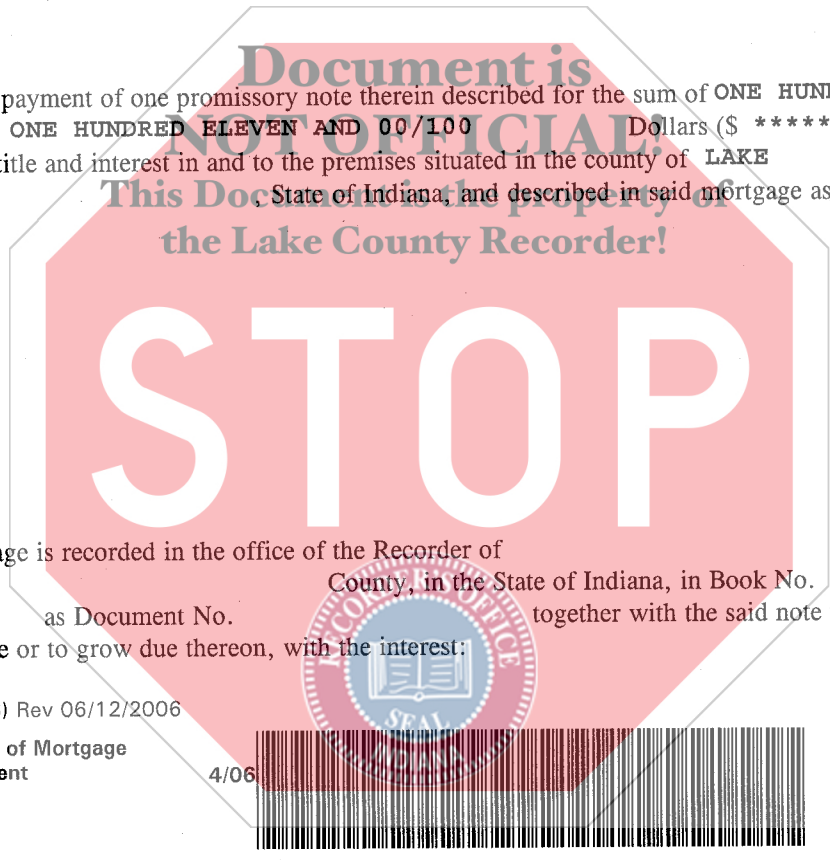 Document is
payment of one promissory note therein described for the sum of ONE HUN
ONE HUNDRED ELEVEN AND 00/100 Dollars ($ *****
NOT OFFICIAL!
title and interest in and to the premises situated in the county of LAKE
This Document is the property of
, State of Indiana, and described in said mortgage as
the Lake County Recorder!
STOP
age is recorded in the office of the Recorder of
County, in the State of Indiana, in Book No.
as Document No. together with the said note
e or to grow due thereon, with the interest:
RECORDER'S OFFICE
SEAL
INDIANA
) Rev 06/12/2006
of Mortgage
ent 4/06